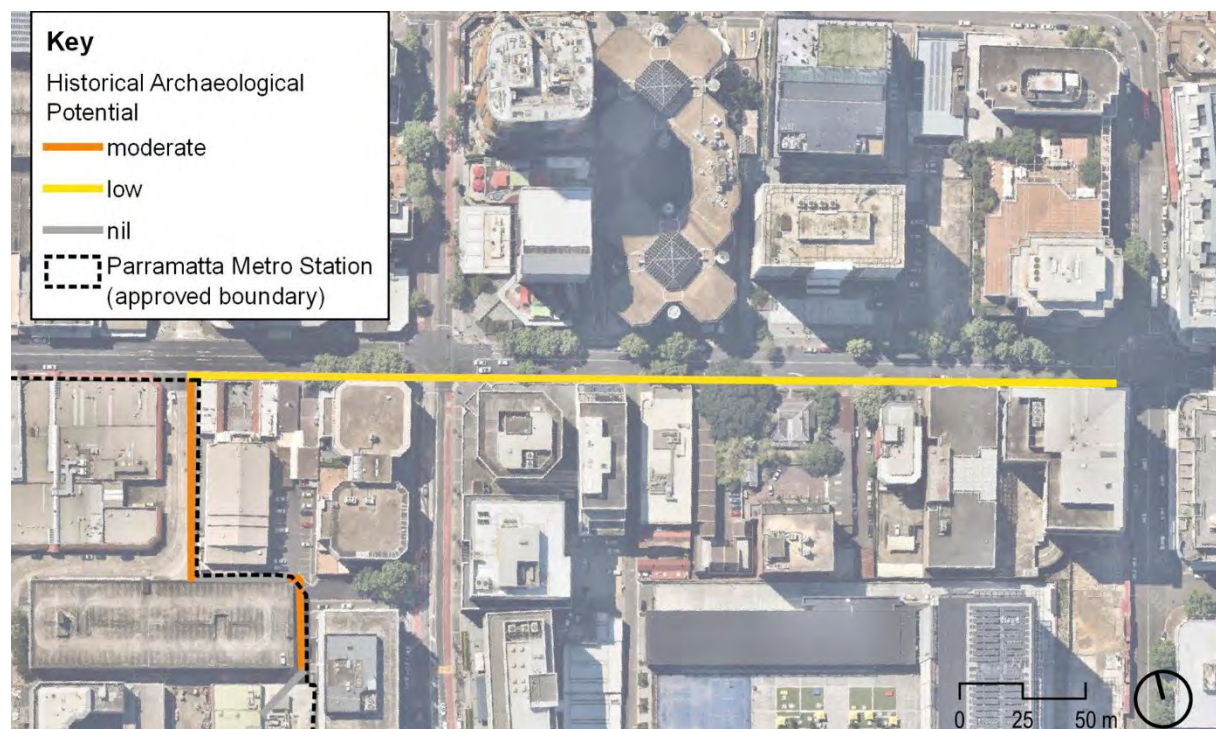 Key
Historical Archaeological
Potential
moderate
low
nil
Parramatta Metro Station
(approved boundary)
0 25 50 m